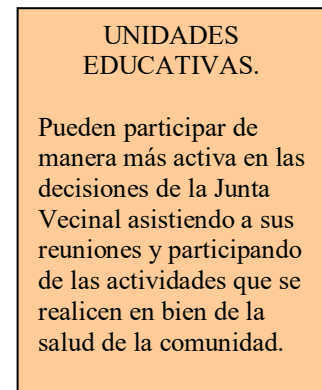 UNIDADES
EDUCATIVAS.
Pueden participar de
manera más activa en las
decisiones de la Junta
Vecinal asistiendo a sus
reuniones y participando
de las actividades que se
realicen en bien de la
salud de la comunidad.